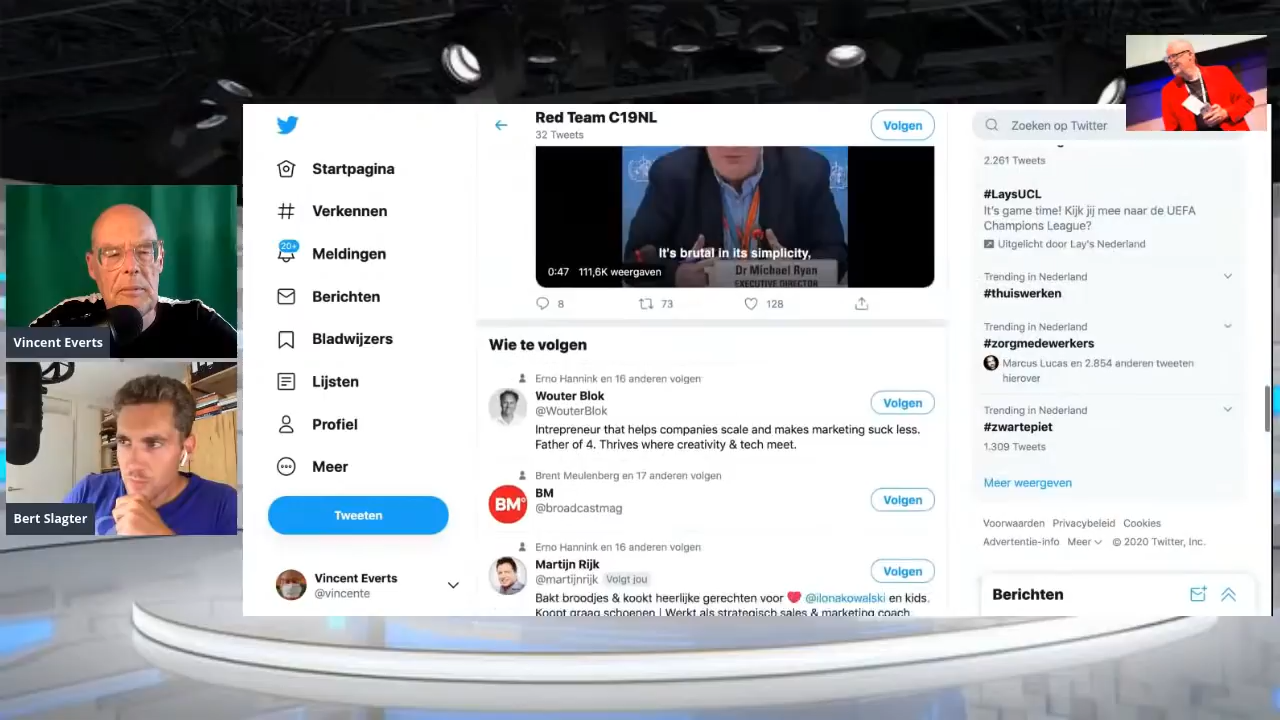 Vincent Everts
Bert Slagter
Startpagina
Verkennen
20+
Meldingen
Berichten
Bladwijzers
Lijsten
Profiel
Meer
Tweeten
Vincent Everts
@vincente
Red Team C19NL
32 Tweets
Volgen
It's brutal in its simplicity,
0:47 111,6K weergaven
Dr Michael Ryan
EXECUTIVE DIRECTOR
8 73 128
Wie te volgen
Erno Hannink en 16 anderen volgen
Wouter Blok
@WouterBlok
Volgen
Intrepreneur that helps companies scale and makes marketing suck less.
Father of 4. Thrives where creativity & tech meet.
Brent Meulenberg en 17 anderen volgen
BM
BM
@broadcastmag
Volgen
Erno Hannink en 16 anderen volgen
Martijn Rijk
@martijnrijk Volgt jou
Volgen
Bakt broodjes & kookt heerlijke gerechten voor ❤️ @ilonakowalski en kids.
Koopt graag schoenen | Werkt als strategisch sales & marketing coach.
Zoeken op Twitter
2.261 Tweets
#LaysUCL
It's game time! Kijk jij mee naar de UEFA
Champions League?
Uitgelicht door Lay's Nederland
Trending in Nederland
#thuiswerken
Trending in Nederland
#zorgmedewerkers
Marcus Lucas en 2.854 anderen tweeten
hierover
Trending in Nederland
#zwartepiet
1.309 Tweets
Meer weergeven
Voorwaarden Privacybeleid Cookies
Advertentie-info Meer © 2020 Twitter, Inc.
Berichten